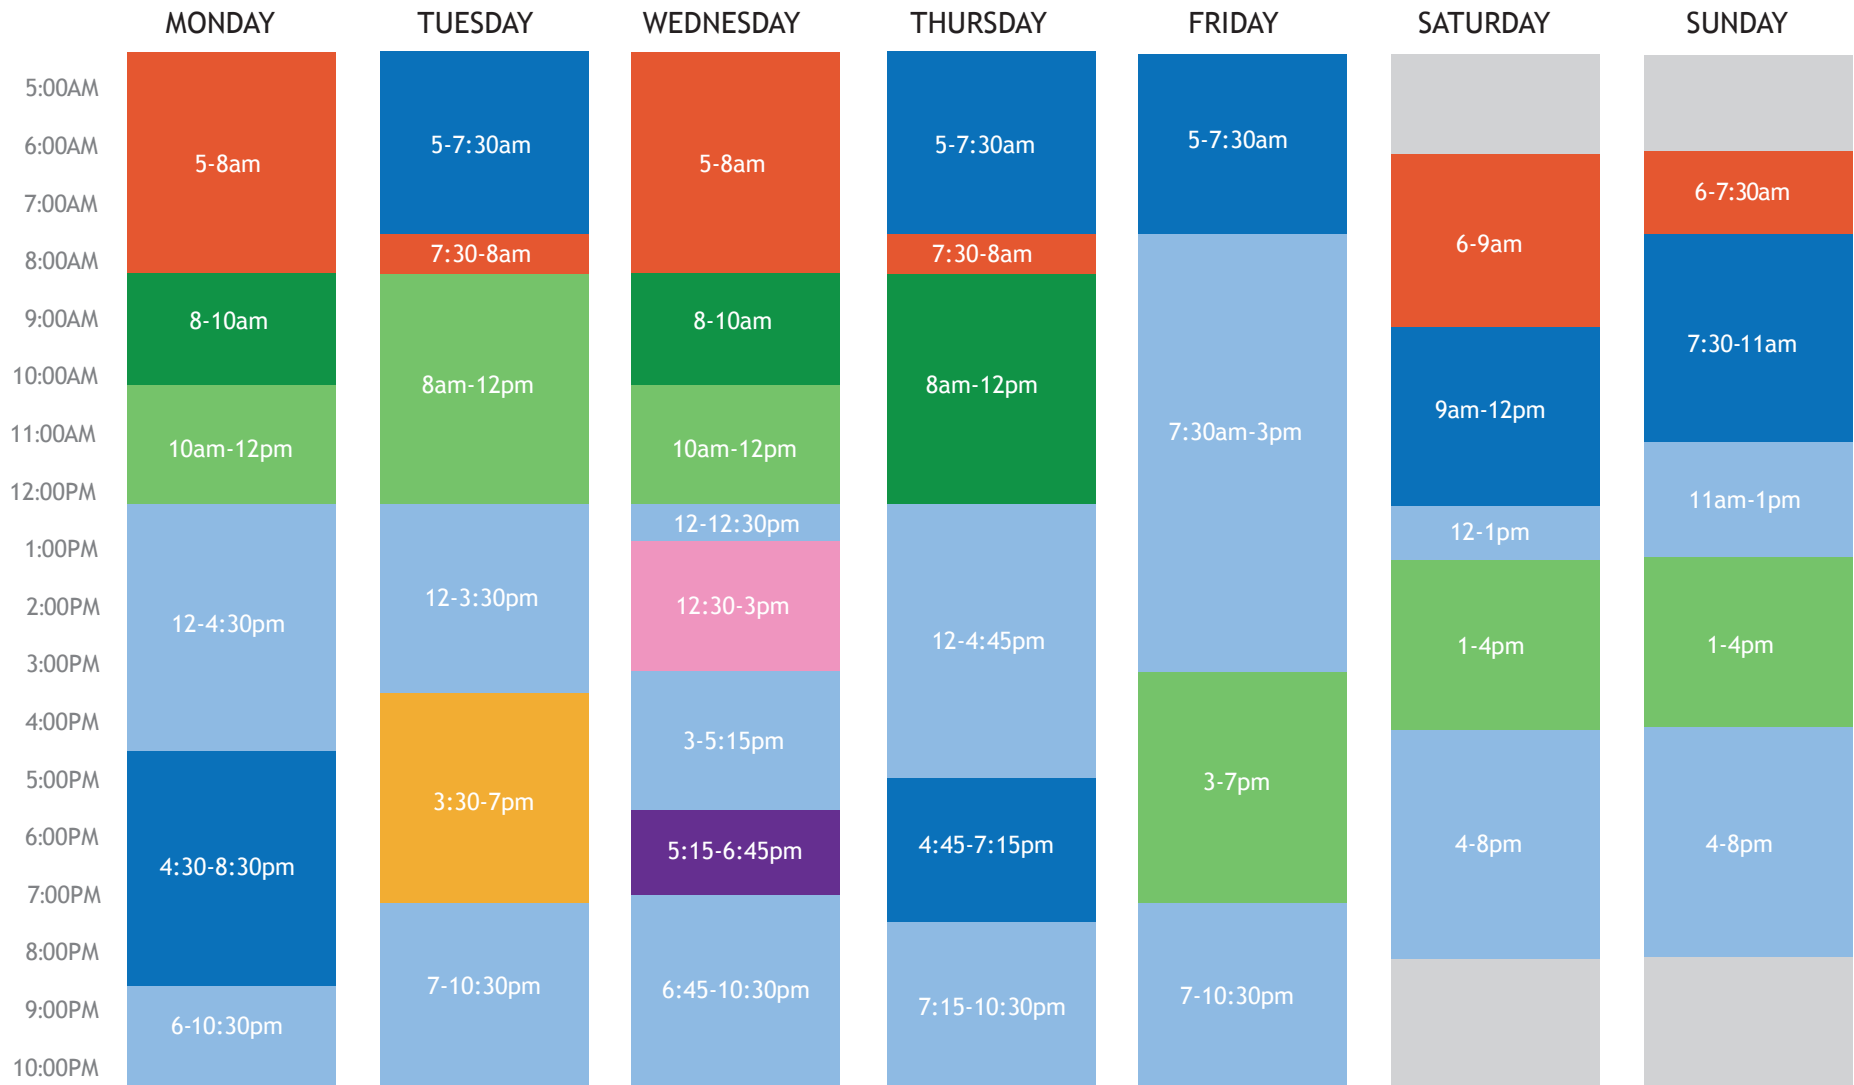 MONDAY TUESDAY WEDNESDAY THURSDAY FRIDAY SATURDAY SUNDAY
5:00AM
6:00AM
7:00AM
8:00AM
9:00AM
10:00AM
11:00AM
12:00PM
1:00PM
2:00PM
3:00PM
4:00PM
5:00PM
6:00PM
7:00PM
8:00PM
9:00PM
10:00PM
5-8am
8-10am
10am-12pm
12-4:30pm
4:30-8:30pm
6-10:30pm
5-7:30am
7:30-8am
8am-12pm
12-3:30pm
3:30-7pm
7-10:30pm
5-8am
8-10am
10am-12pm
12-12:30pm
12:30-3pm
3-5:15pm
5:15-6:45pm
6:45-10:30pm
5-7:30am
7:30-8am
8am-12pm
12-4:45pm
4:45-7:15pm
7:15-10:30pm
5-7:30am
7:30am-3pm
3-7pm
7-10:30pm
6-9am
9am-12pm
12-1pm
1-4pm
4-8pm
6-7:30am
7:30-11am
11am-1pm
1-4pm
4-8pm